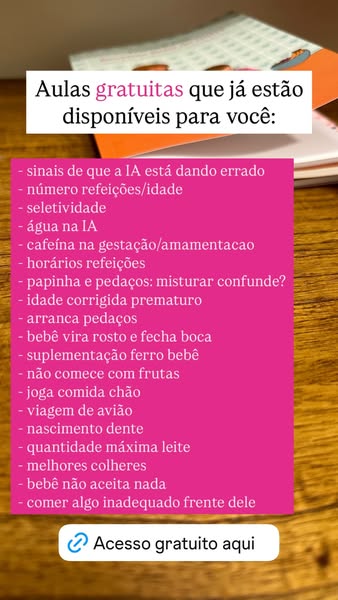 Aulas gratuitas que já estão
disponíveis para você:
- sinais de que a IA está dando errado
- número refeições/idade
- seletividade
- água na IA
- cafeína na gestação/amamentacao
- horários refeições
- papinha e pedaços: misturar confunde?
- idade corrigida prematuro
- arranca pedaços
- bebê vira rosto e fecha boca
- suplementação ferro bebê
- não come com frutas
- joga comida chão
- viagem de avião
- nascimento dente
- quantidade máxima leite
- melhores colheres
- bebê não aceita nada
- comer algo inadequado frente dele
Acesso gratuito aqui